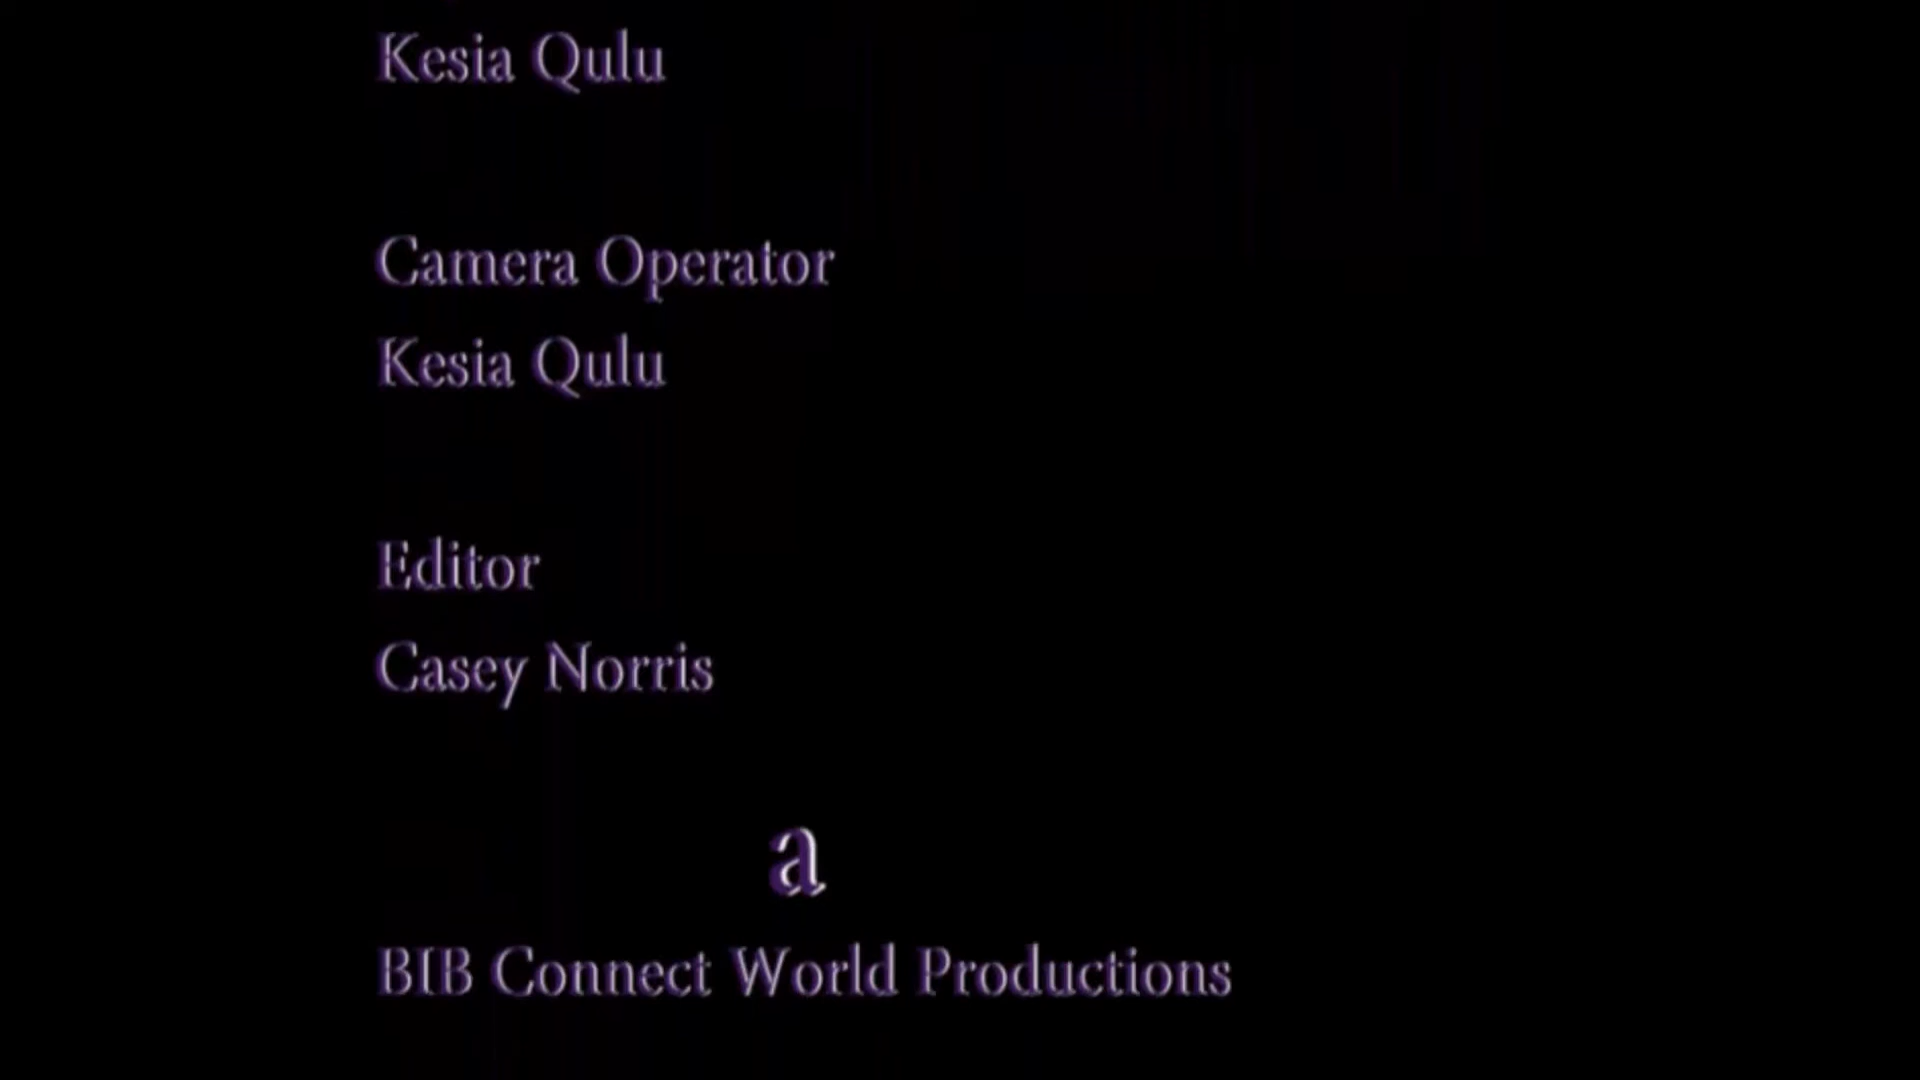 Kesia Qulu
Camera Operator
Kesia Qulu
Editor
Casey Norris
a
BIB Connect World Productions